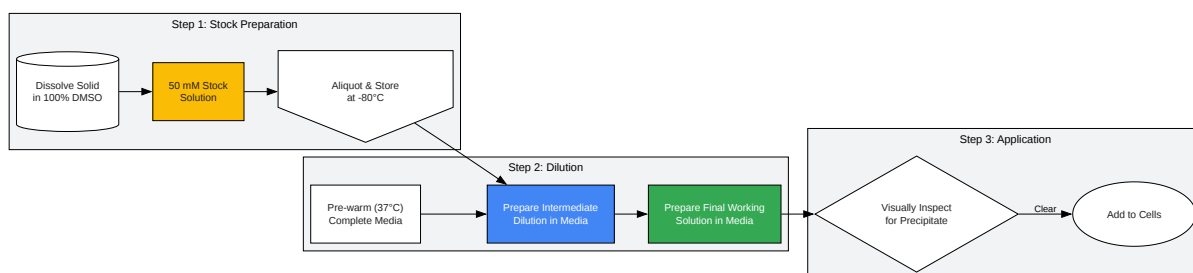 Step 1: Stock Preparation
Dissolve Solid
in 100% DMSO
50 mM Stock
Solution
Aliquot & Store
at -80°C
Step 2: Dilution
Pre-warm (37°C)
Complete Media
Prepare Intermediate
Dilution in Media
Prepare Final Working
Solution in Media
Step 3: Application
Visually Inspect
for Precipitate
Clear
Add to Cells